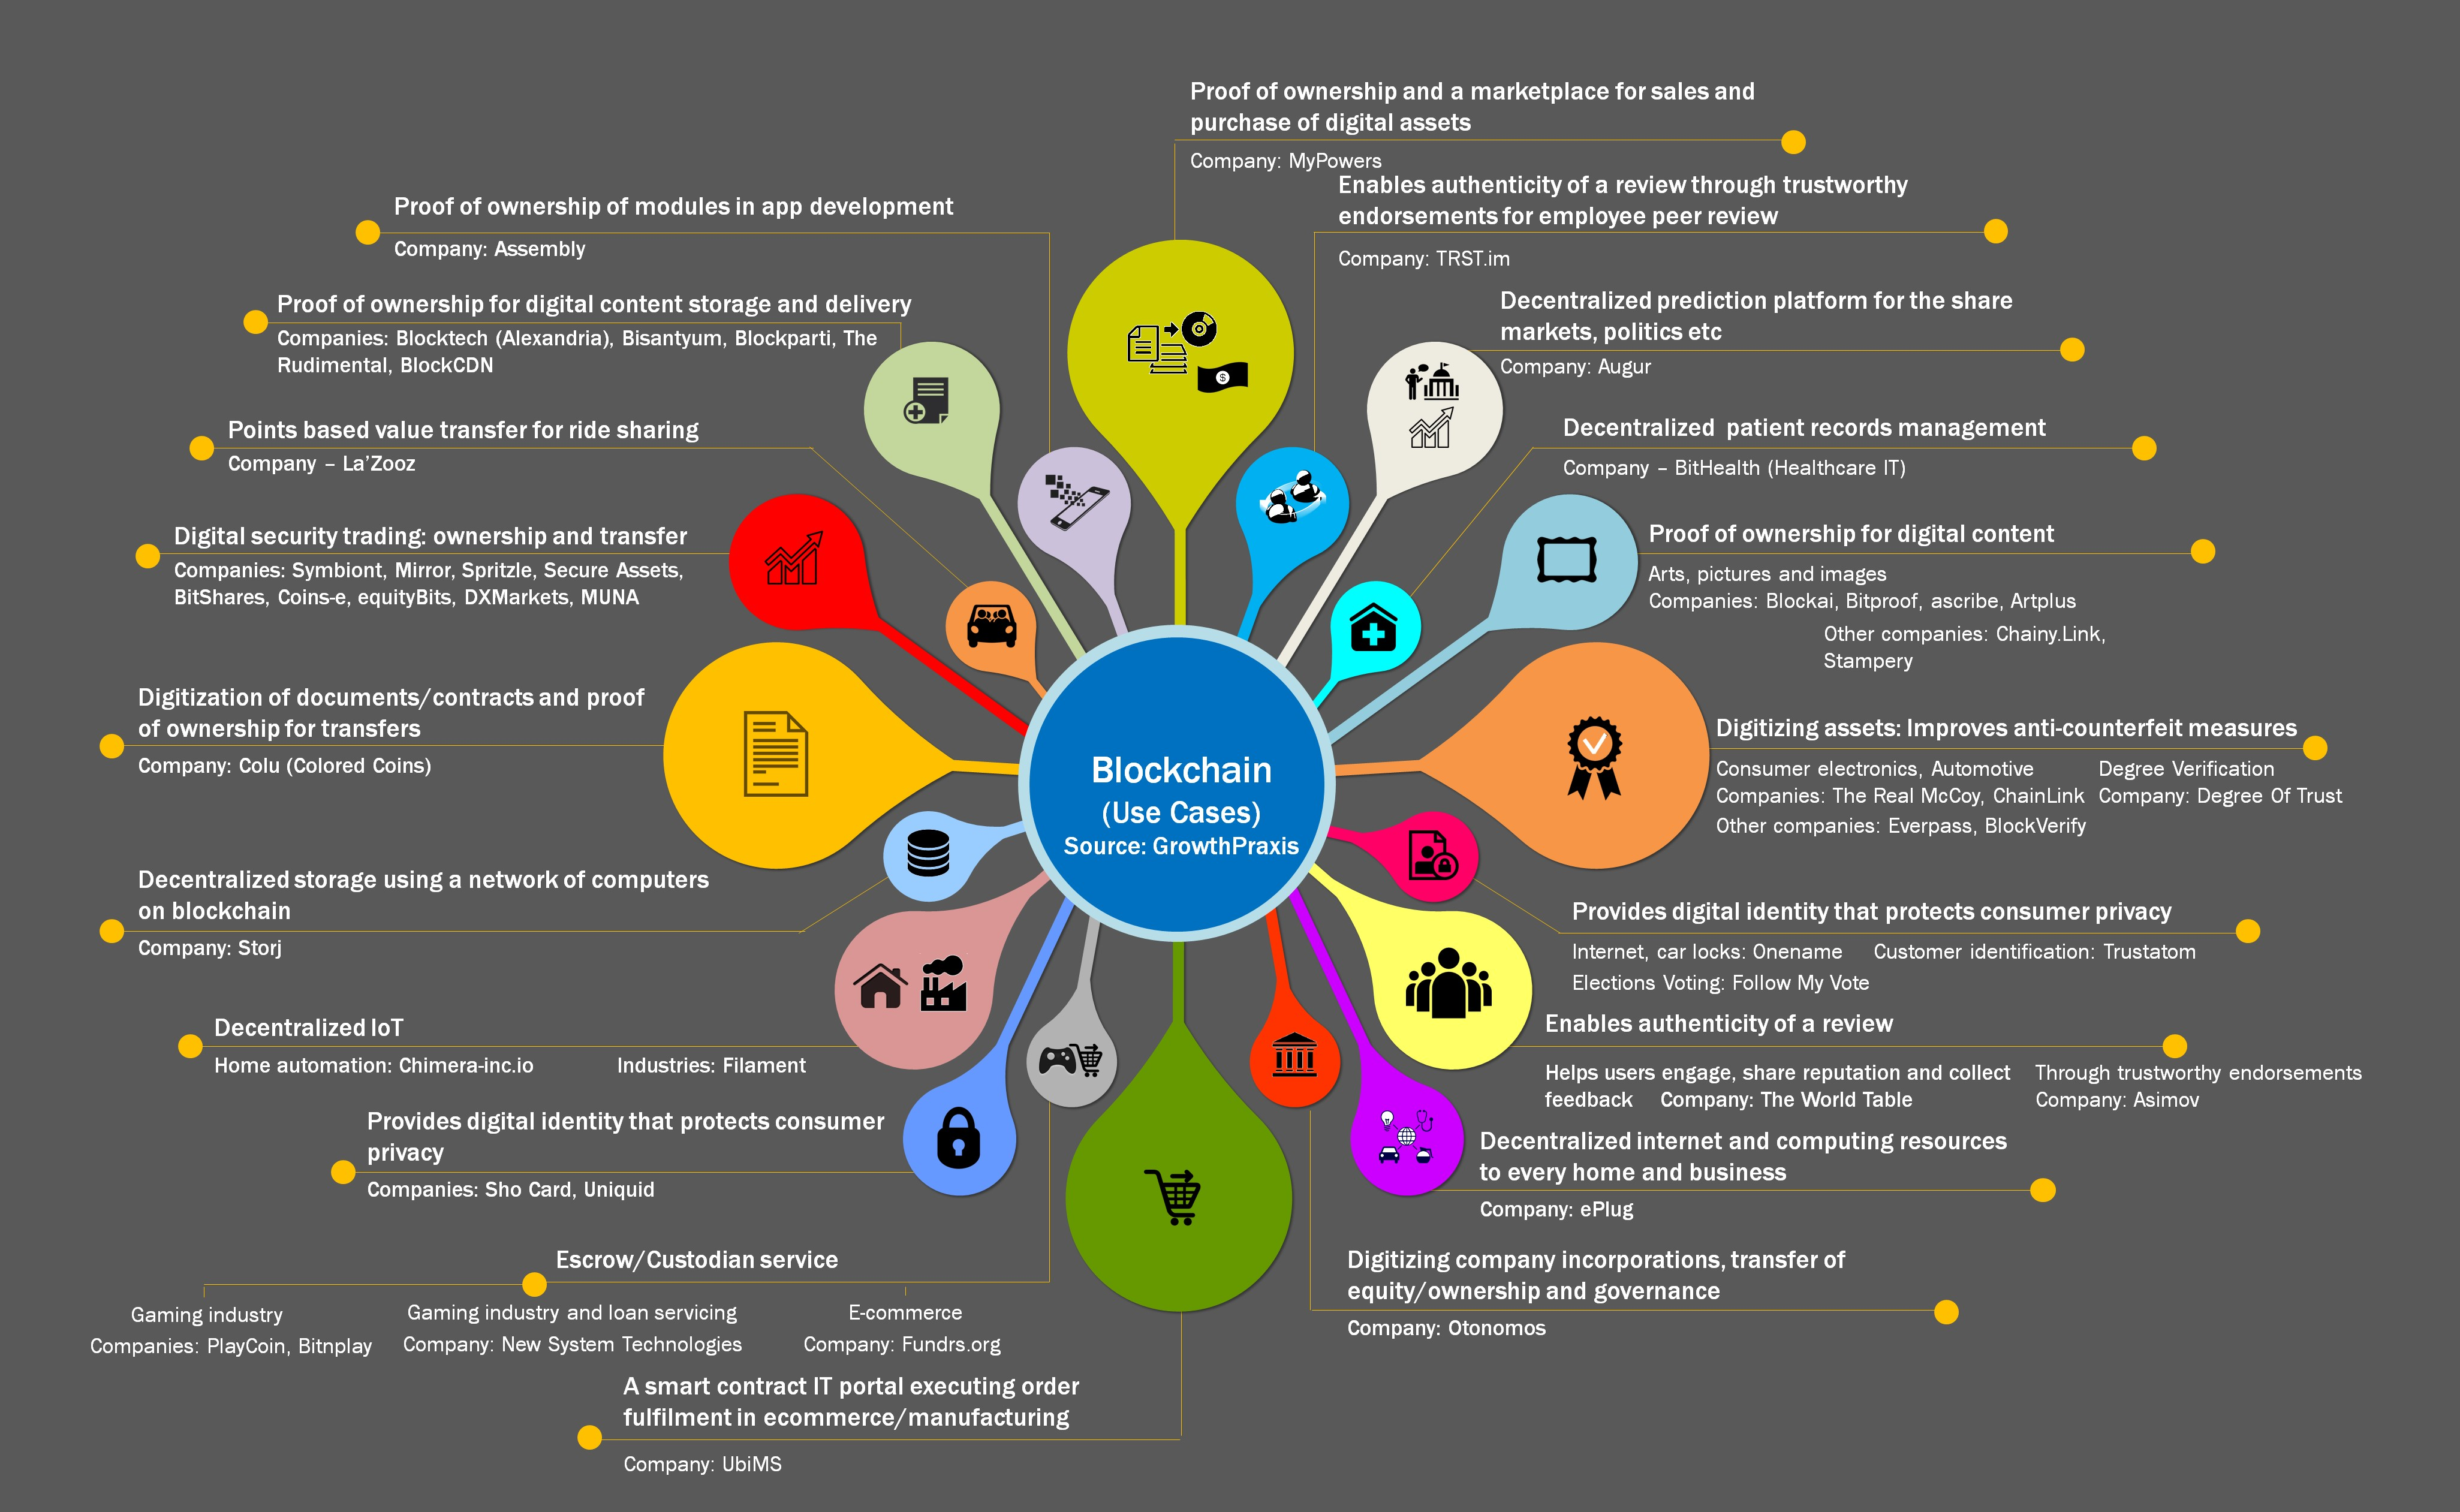 Proof of ownership and a marketplace for sales and
purchase of digital assets
Company: MyPowers
Enables authenticity of a review through trustworthy
endorsements for employee peer review
Company: TRST.im
Decentralized prediction platform for the share
markets, politics etc
Company: Augur
Decentralized patient records management
Company – BitHealth (Healthcare IT)
Proof of ownership for digital content
Arts, pictures and images
Companies: Blockai, Bitproof, ascribe, Artplus
Other companies: Chainy.Link,
Stampery
Digitizing assets: Improves anti-counterfeit measures
Consumer electronics, Automotive
Companies: The Real McCoy, ChainLink
Other companies: Everpass, BlockVerify
Degree Verification
Company: Degree Of Trust
Provides digital identity that protects consumer privacy
Internet, car locks: Onename Customer identification: Trustatom
Elections Voting: Follow My Vote
Enables authenticity of a review
Helps users engage, share reputation and collect
feedback Company: The World Table
Through trustworthy endorsements
Company: Asimov
Decentralized internet and computing resources
to every home and business
Company: ePlug
Digitizing company incorporations, transfer of
equity/ownership and governance
Company: Otonomos
Proof of ownership of modules in app development
Company: Assembly
Proof of ownership for digital content storage and delivery
Companies: Blocktech (Alexandria), Bisantyum, Blockparti, The
Rudimental, BlockCDN
Points based value transfer for ride sharing
Company – La’Zooz
Digital security trading: ownership and transfer
Companies: Symbiont, Mirror, Spritzle, Secure Assets,
BitShares, Coins-e, equityBits, DXMarkets, MUNA
Digitization of documents/contracts and proof
of ownership for transfers
Company: Colu (Colored Coins)
Decentralized storage using a network of computers
on blockchain
Company: Storj
Decentralized IoT
Home automation: Chimera-inc.io Industries: Filament
Provides digital identity that protects consumer
privacy
Companies: Sho Card, Uniquid
Escrow/Custodian service
Gaming industry
Companies: PlayCoin, Bitnplay
Gaming industry and loan servicing
Company: New System Technologies
E-commerce
Company: Fundrs.org
A smart contract IT portal executing order
fulfilment in ecommerce/manufacturing
Company: UbiMS
Blockchain
(Use Cases)
Source: GrowthPraxis
$